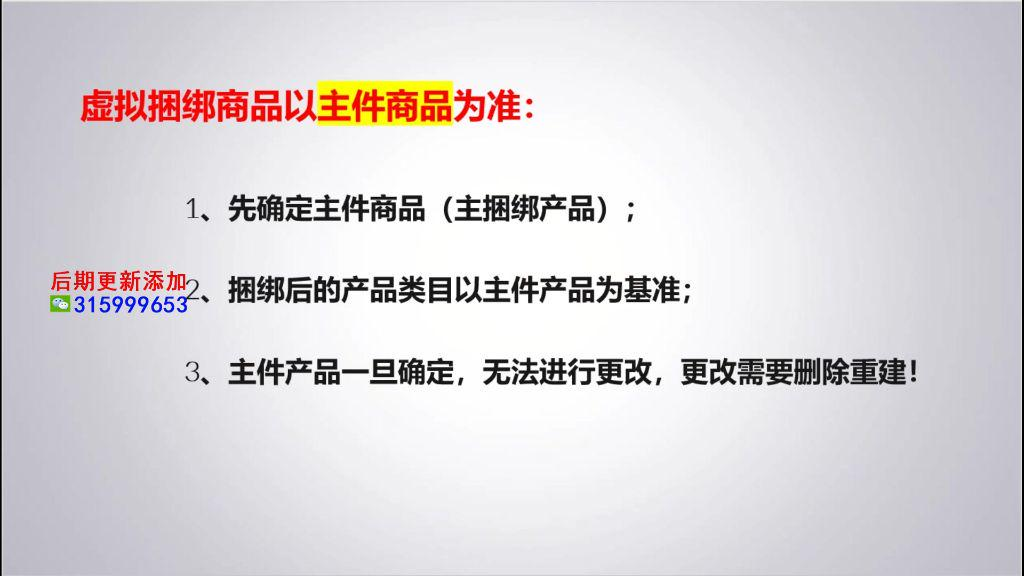 虚拟捆绑商品以主件商品为准：
1、先确定主件商品（主捆绑产品）；
后期更新添加
315999653
2、捆绑后的产品类目以主件产品为基准；
3、主件产品一旦确定，无法进行更改，更改需要删除重建！